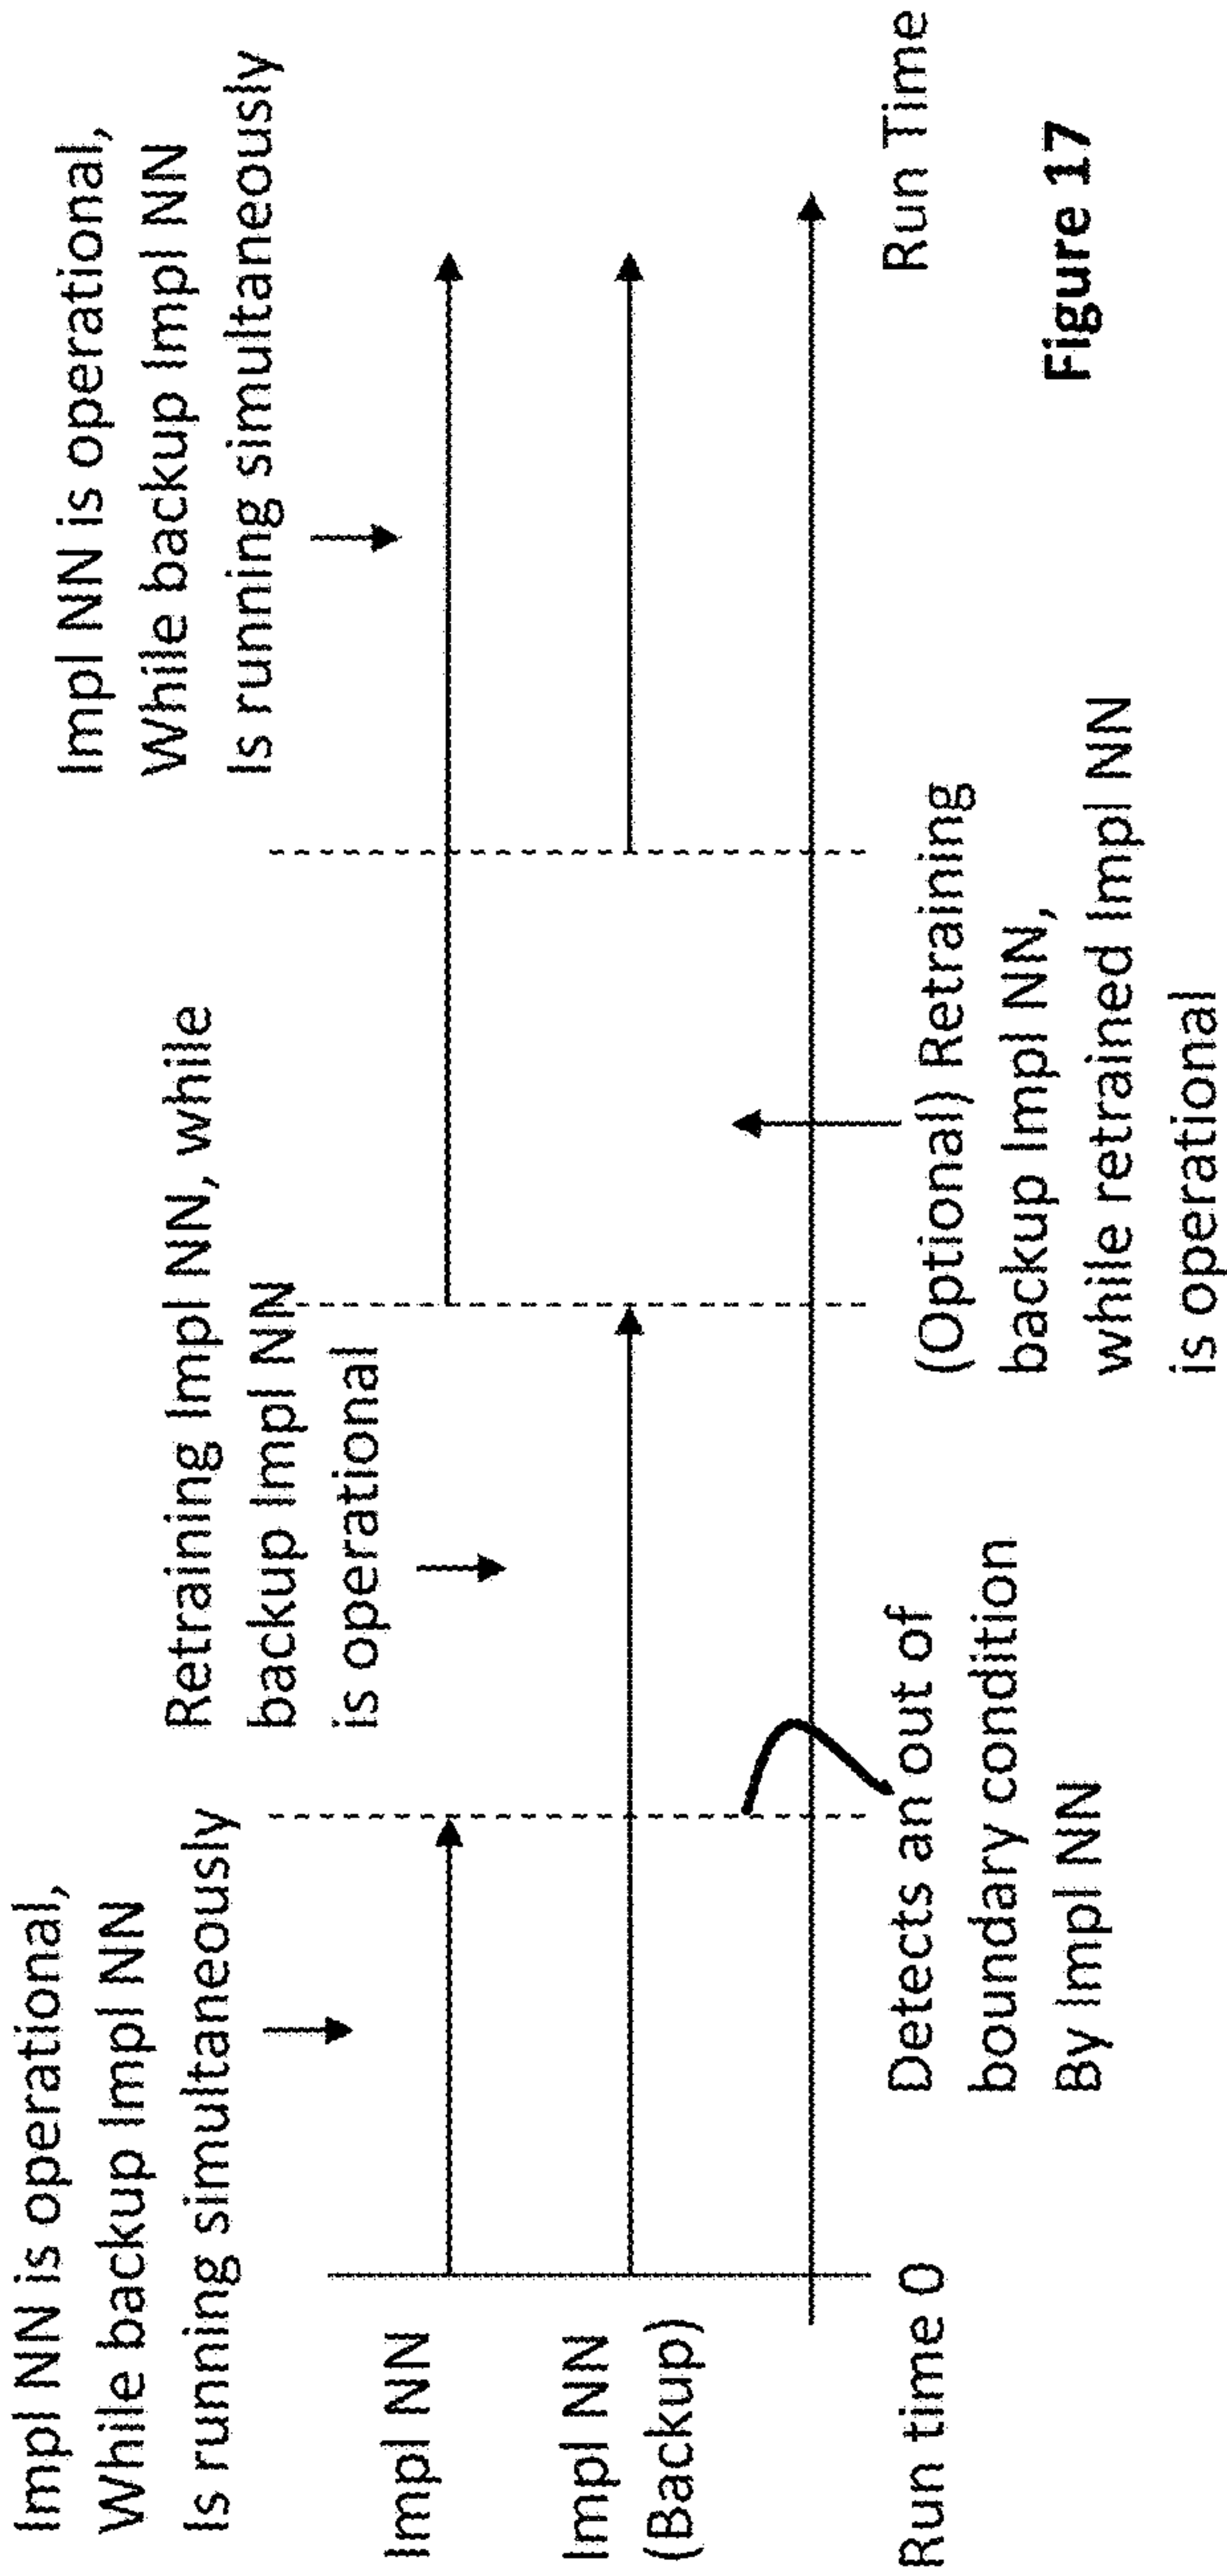 Impl NN is operational,
While backup Impl NN
Is running simultaneously
Retraining Impl NN, while
backup Impl NN
is operational
Impl NN is operational,
While backup Impl NN
Is running simultaneously
Impl NN
Impl NN
(Backup)
Run time 0
Detects an out of
boundary condition
By Impl NN
(Optional) Retraining
backup Impl NN,
while retrained Impl NN
is operational
Run Time
Figure 17